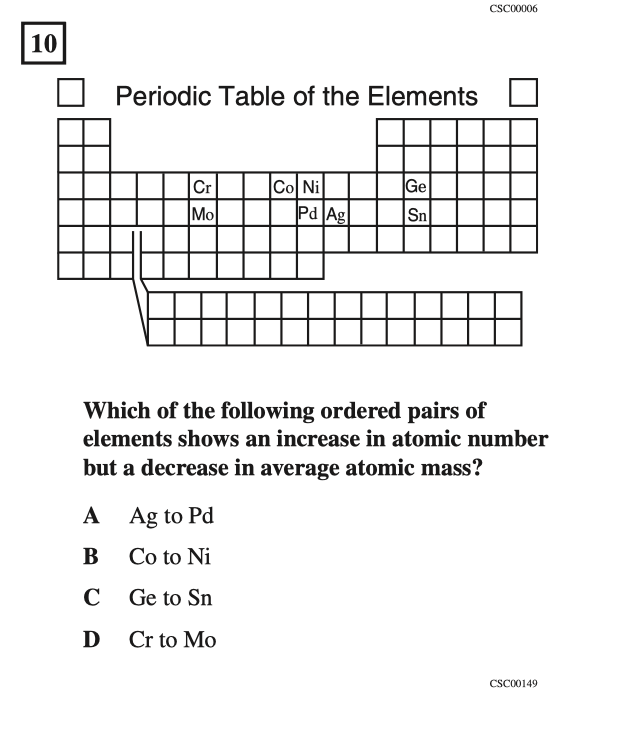 CSC00006
10
Periodic Table of the Elements
Cr Co Ni Ge
Mo Pd Ag Sn
Which of the following ordered pairs of
elements shows an increase in atomic number
but a decrease in average atomic mass?
A Ag to Pd
B Co to Ni
C Ge to Sn
D Cr to Mo
CSC00149